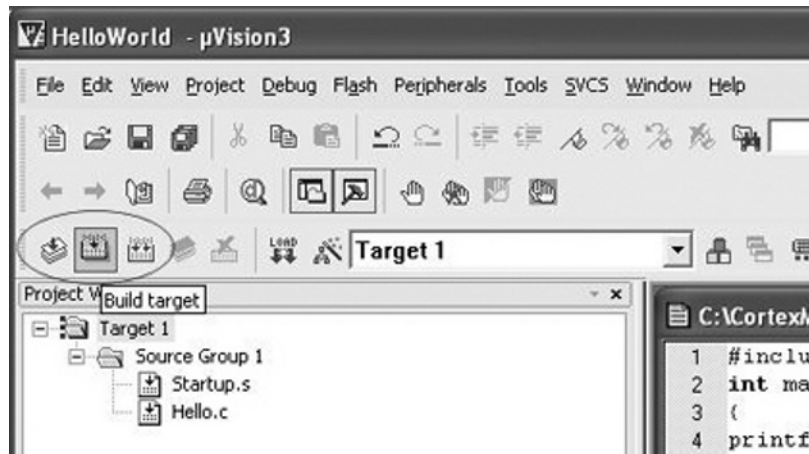 HelloWorld - µVision3
File Edit View Project Debug Flash Peripherals Tools SVCS Window Help
LOAD
Target 1
Project W
Build target
Target 1
Source Group 1
Startup.s
Hello.c
C:\CortexM
1 #inclu
2 int ma
3 {
4 printf